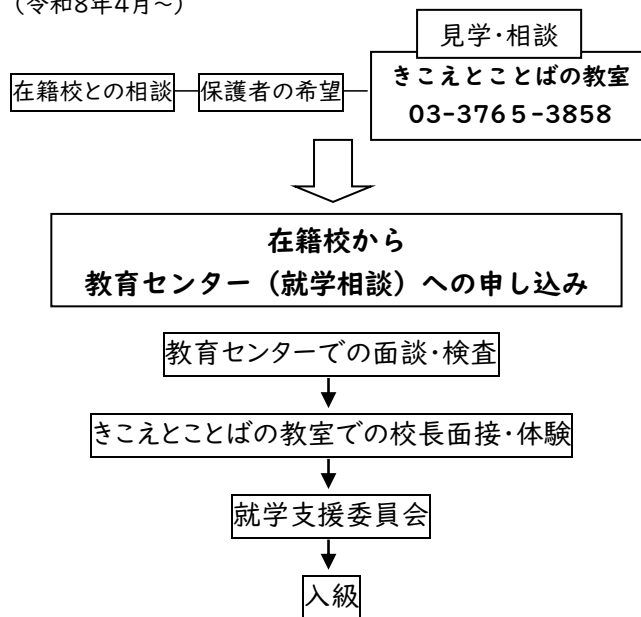 （令和8年4月～）
見学・相談
在籍校との相談
保護者の希望
きこえとことばの教室
03-3765-3858
在籍校から
教育センター（就学相談）への申し込み
教育センターでの面談・検査
きこえとことばの教室での校長面接・体験
就学支援委員会
入級